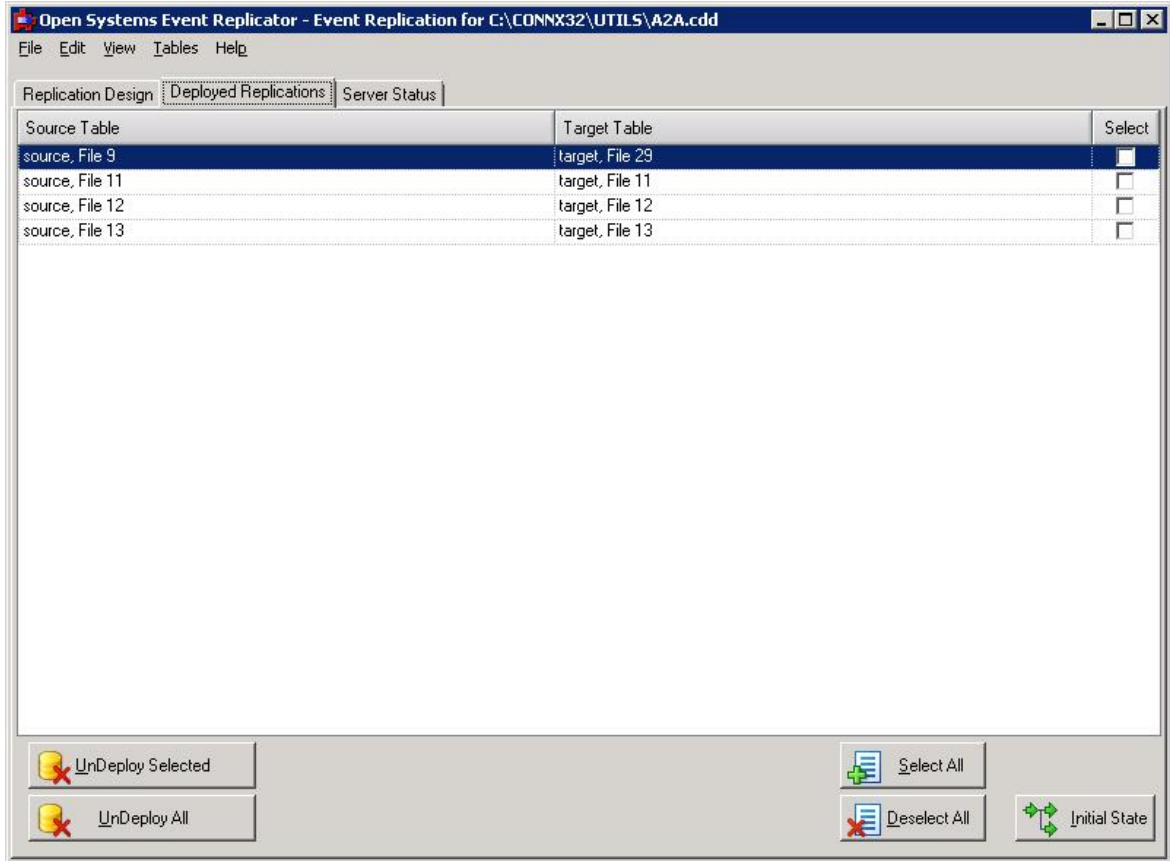 Open Systems Event Replicator - Event Replication for C:\CONNX32\UTILS\A2A.cdd
File Edit View Tables Help
Replication Design Deployed Replications Server Status
Source Table Target Table Select
source, File 9 target, File 29
source, File 11 target, File 11
source, File 12 target, File 12
source, File 13 target, File 13
UnDeploy Selected Select All
UnDeploy All Deselect All Initial State